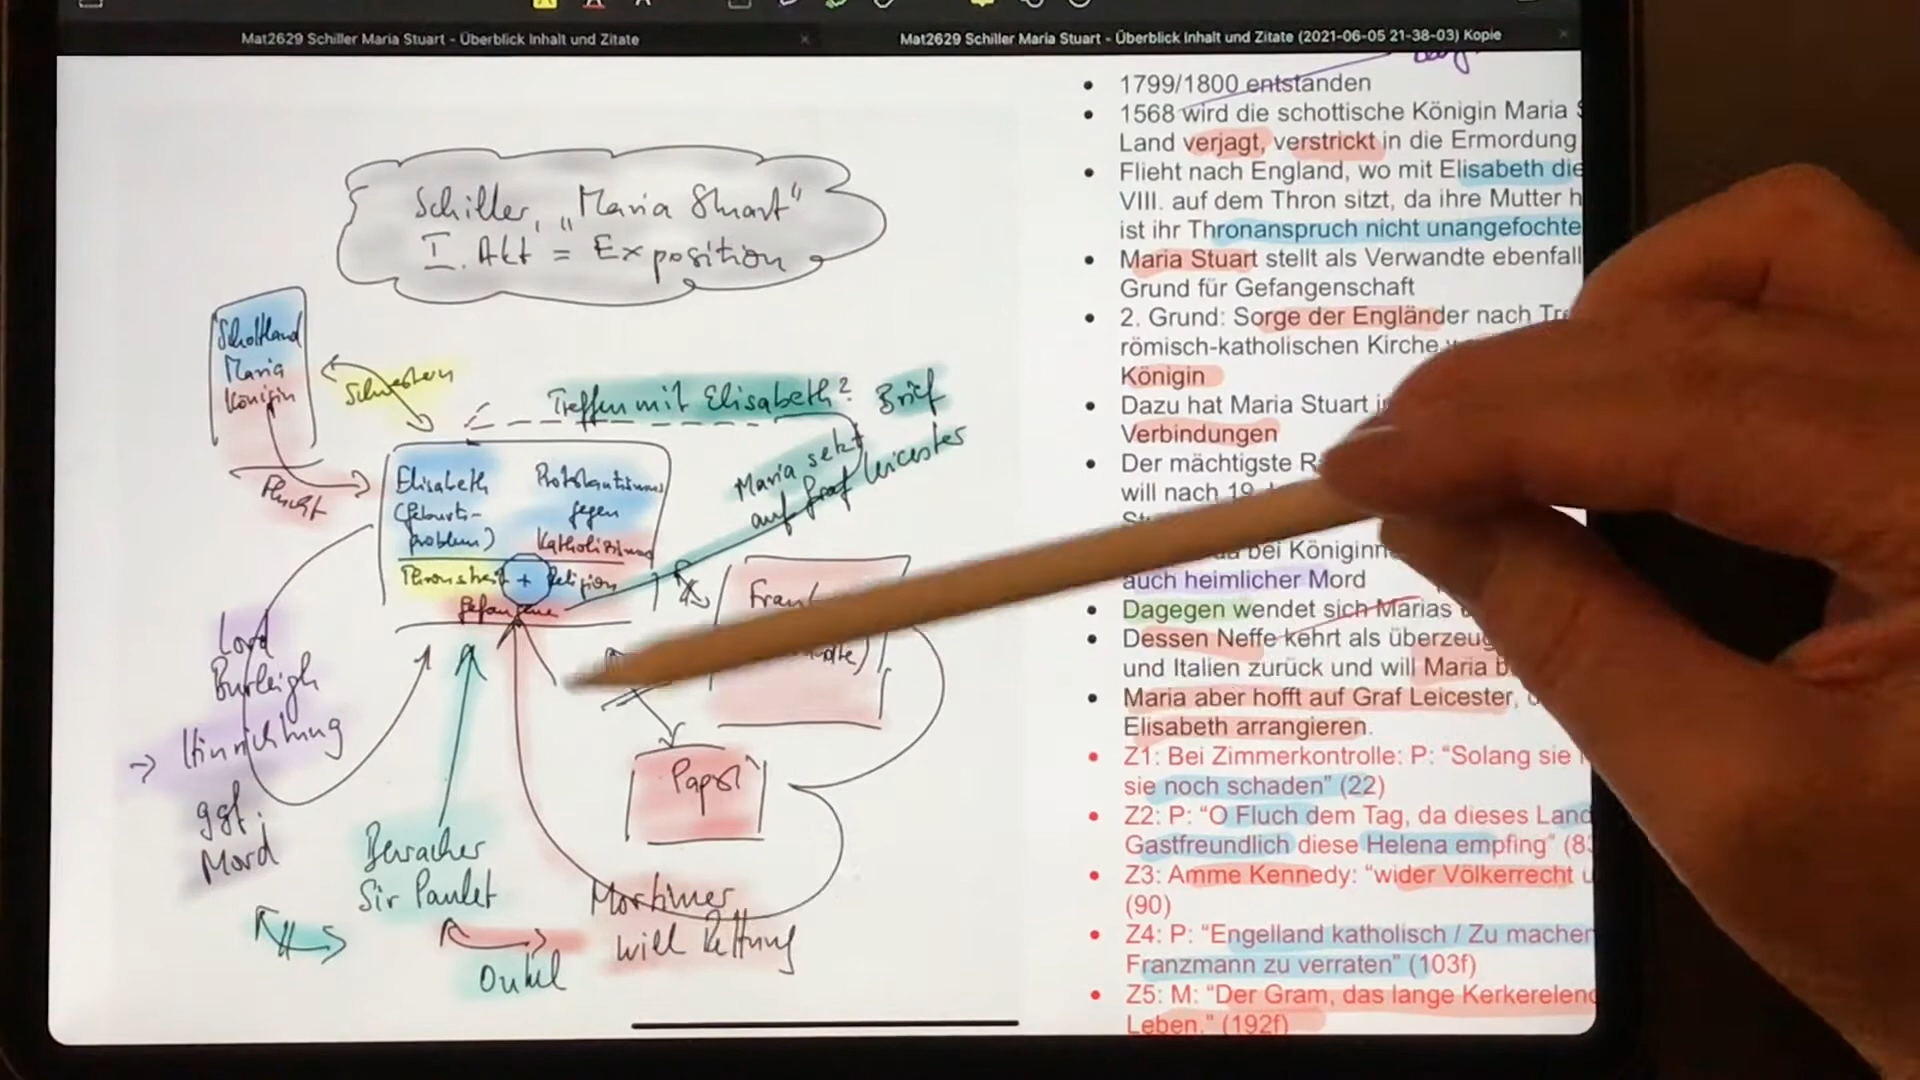 Mat2629 Schiller Maria Stuart - Überblick Inhalt und Zitate
Mat2629 Schiller Maria Stuart - Überblick Inhalt und Zitate (2021-06-05 21-38-03) Kopie
Schiller, „Maria Stuart"
I. Akt = Exposition
Schottland
Maria
Königin
Schwestern
Flucht
Treffen mit Elisabeth? Brief
Maria setzt
auf Graf Leicester
Elisabeth
(Geburts-
problem)
Protestantismus
gegen
Katholizismus
Thronstreit + Religion
Gefangene
Lord
Burleigh
→ Hinrichtung
ggf.
Mord
Bewacher
Sir Paulet
Onkel
Mortimer
will Rettung
Papst
• 1799/1800 entstanden
• 1568 wird die schottische Königin Maria
Land verjagt, verstrickt in die Ermordung
• Flieht nach England, wo mit Elisabeth die
VIII. auf dem Thron sitzt, da ihre Mutter
ist ihr Thronanspruch nicht unangefochte
• Maria Stuart stellt als Verwandte ebenfall
Grund für Gefangenschaft
• 2. Grund: Sorge der Engländer nach
römisch-katholischen Kirche
Königin
• Dazu hat Maria Stuart
Verbindungen
• Der mächtigste
will nach 19
bei Königinn
auch heimlicher Mord
• Dagegen wendet sich Marias
• Dessen Neffe kehrt als überzeug
und Italien zurück und will Maria
• Maria aber hofft auf Graf Leicester,
Elisabeth arrangieren.
• Z1: Bei Zimmerkontrolle: P: “Solang sie
sie noch schaden” (22)
• Z2: P: “O Fluch dem Tag, da dieses Land
Gastfreundlich diese Helena empfing” (8
• Z3: Amme Kennedy: “wider Völkerrecht
(90)
• Z4: P: “Engelland katholisch / Zu machen
Franzmann zu verraten” (103f)
• Z5: M: “Der Gram, das lange Kerkerelend
Leben.” (192f)